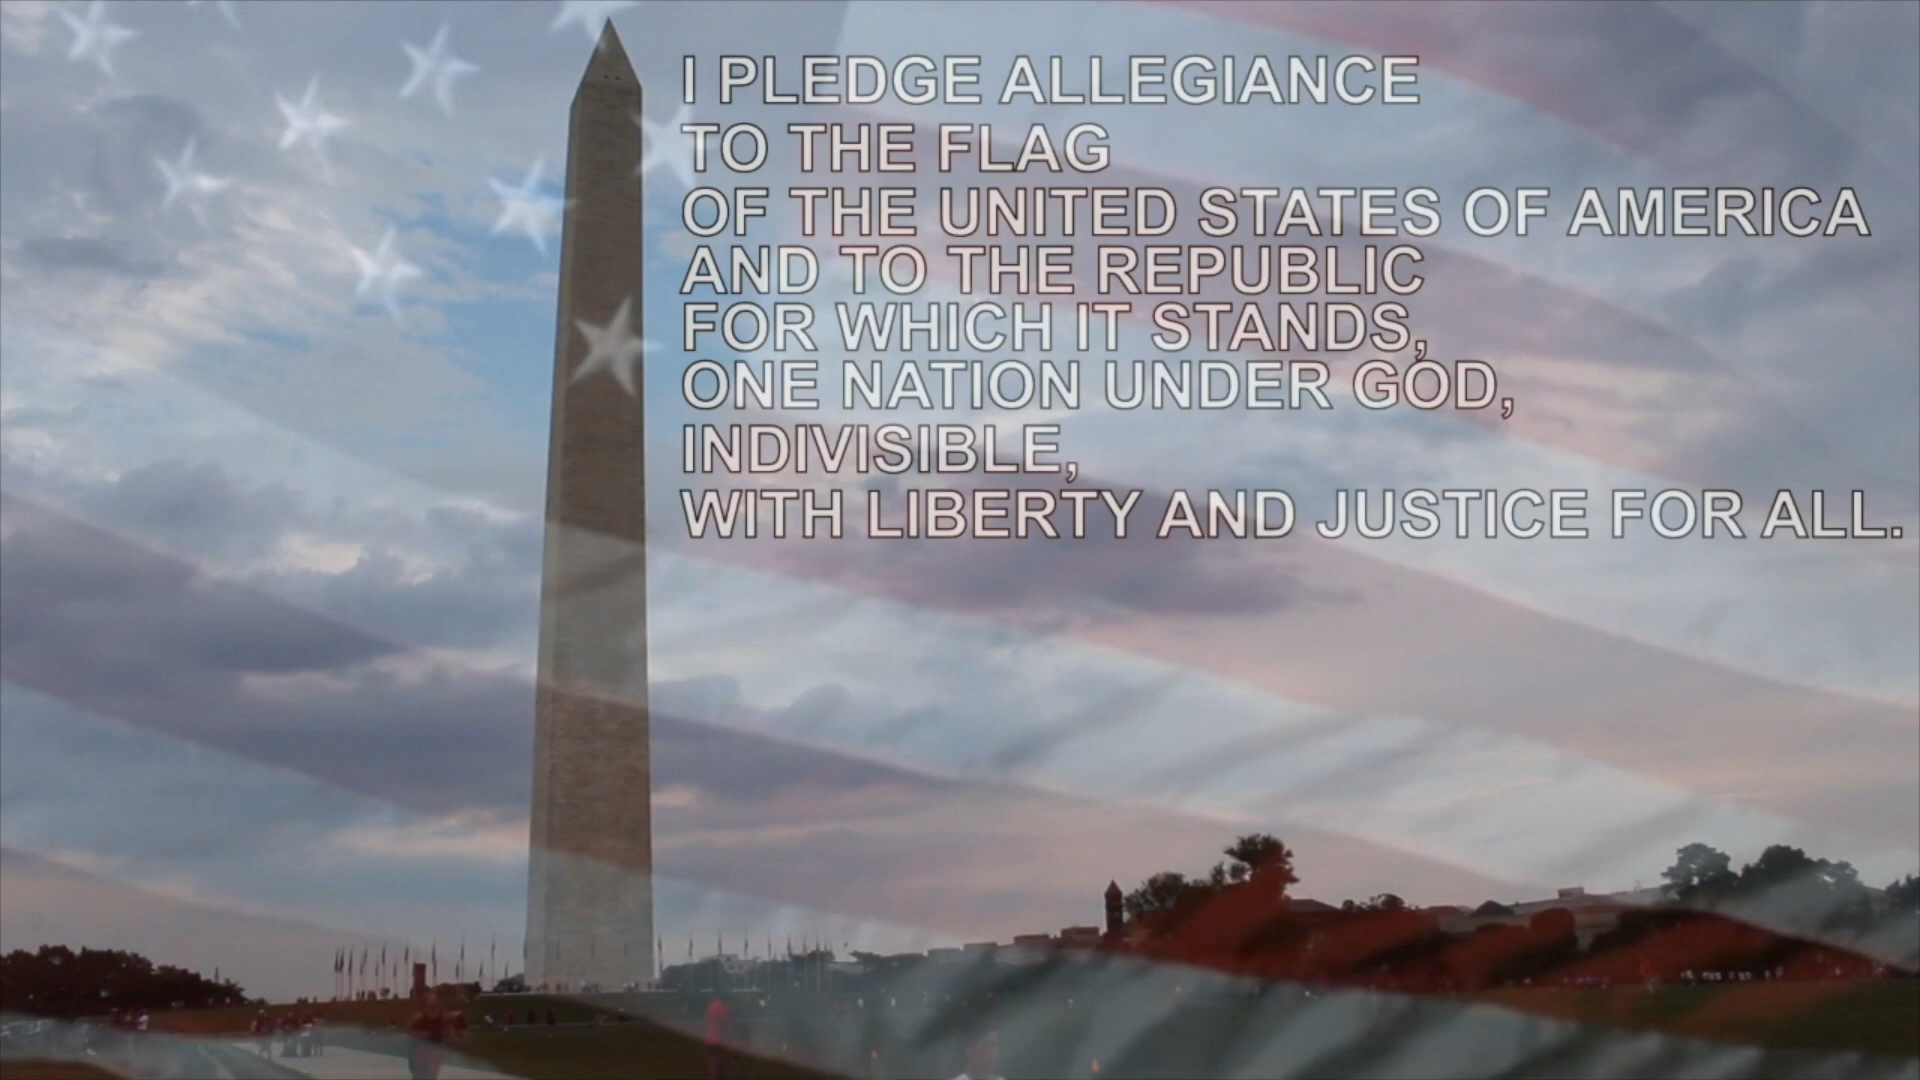 I PLEDGE ALLEGIANCE
TO THE FLAG
OF THE UNITED STATES OF AMERICA
AND TO THE REPUBLIC
FOR WHICH IT STANDS,
ONE NATION UNDER GOD,
INDIVISIBLE,
WITH LIBERTY AND JUSTICE FOR ALL.